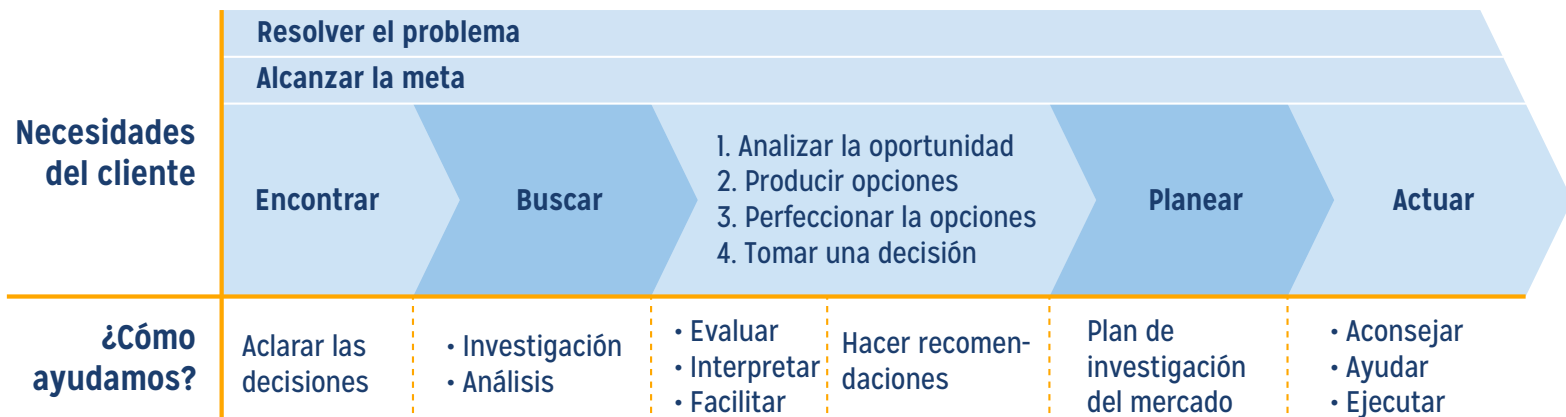 Resolver el problema
Alcanzar la meta
Necesidades
del cliente
Encontrar
Buscar
1. Analizar la oportunidad
2. Producir opciones
3. Perfeccionar la opciones
4. Tomar una decisión
Planear
Actuar
¿Cómo
ayudamos?
Aclarar las
decisiones
• Investigación
• Análisis
• Evaluar
• Interpretar
• Facilitar
Hacer recomen-
daciones
Plan de
investigación
del mercado
• Aconsejar
• Ayudar
• Ejecutar